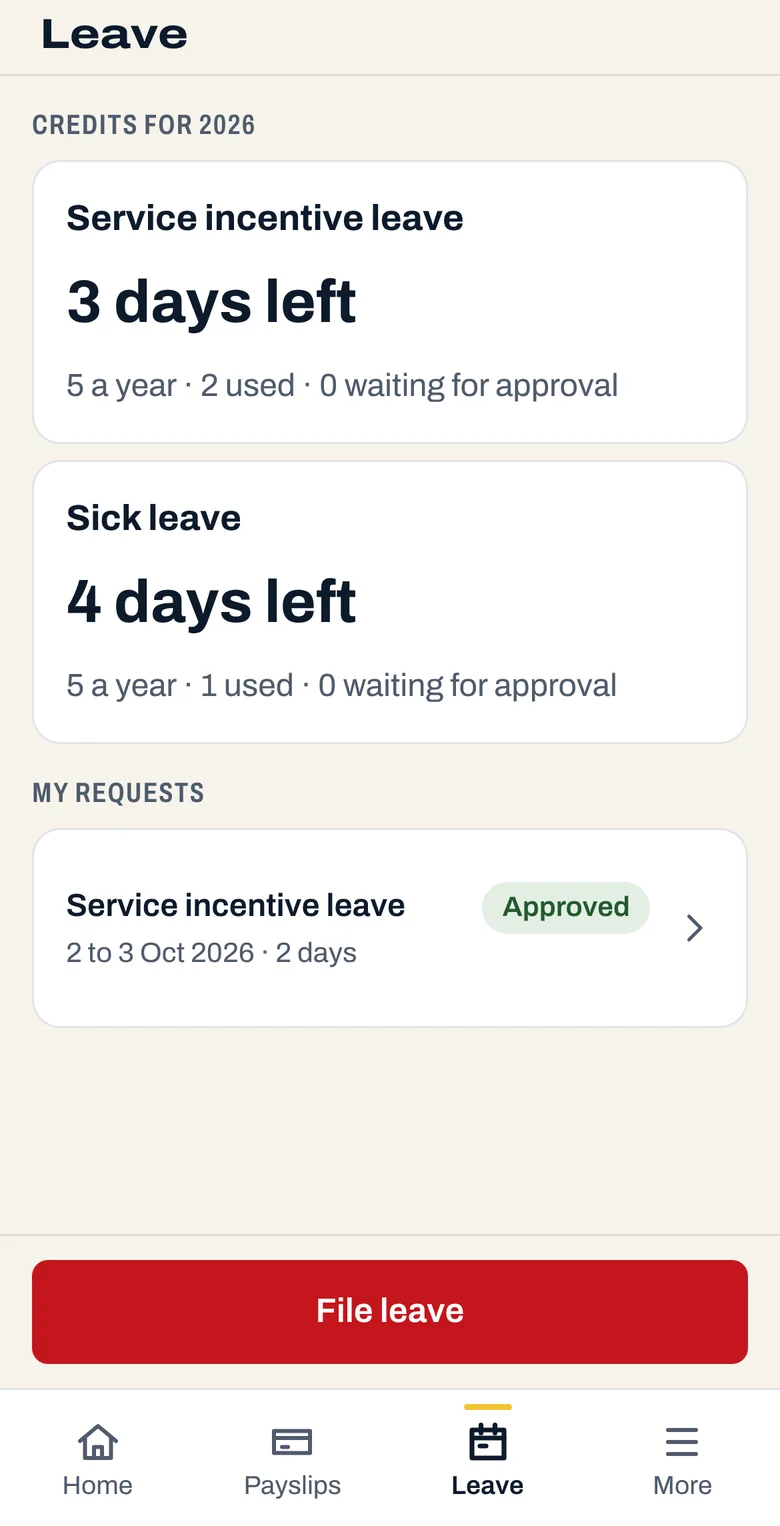 Leave
CREDITS FOR 2026
Service incentive leave
3 days left
5 a year · 2 used · 0 waiting for approval
Sick leave
4 days left
5 a year · 1 used · 0 waiting for approval
MY REQUESTS
Service incentive leave
Approved
2 to 3 Oct 2026 · 2 days
File leave
Home
Payslips
Leave
More